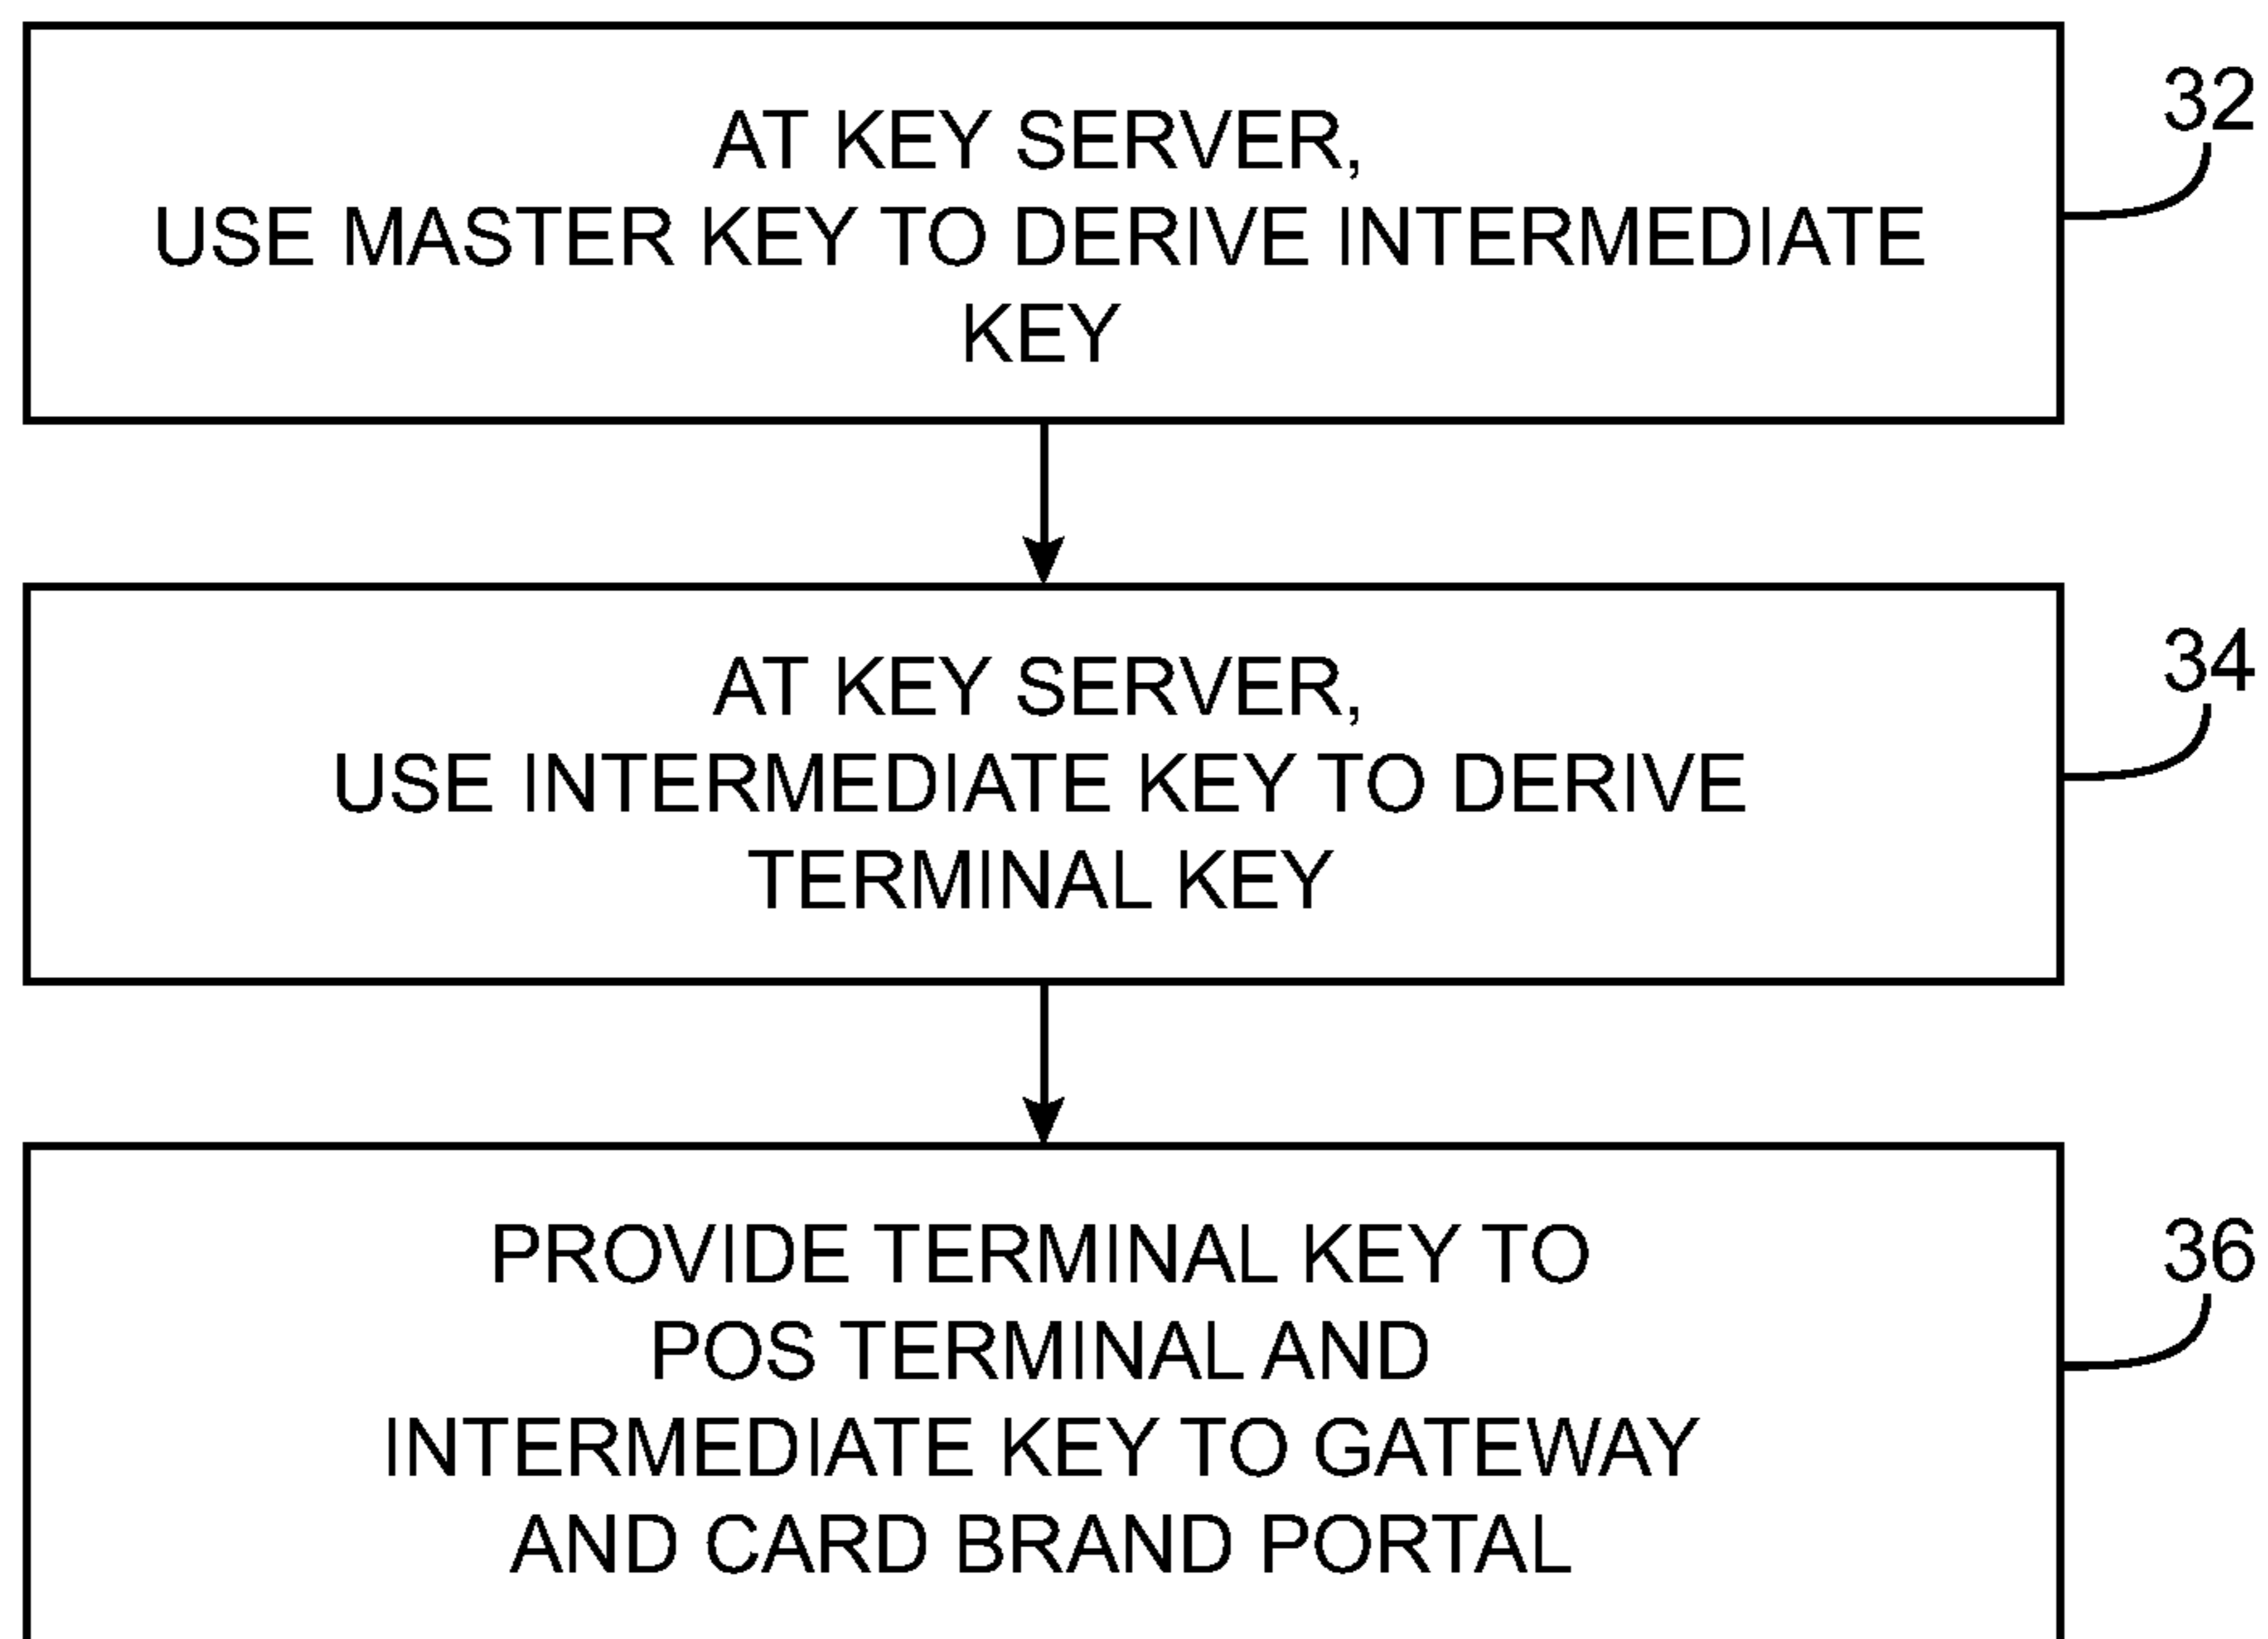 AT KEY SERVER,
USE MASTER KEY TO DERIVE INTERMEDIATE
KEY
32
AT KEY SERVER,
USE INTERMEDIATE KEY TO DERIVE
TERMINAL KEY
34
PROVIDE TERMINAL KEY TO
POS TERMINAL AND
INTERMEDIATE KEY TO GATEWAY
AND CARD BRAND PORTAL
36